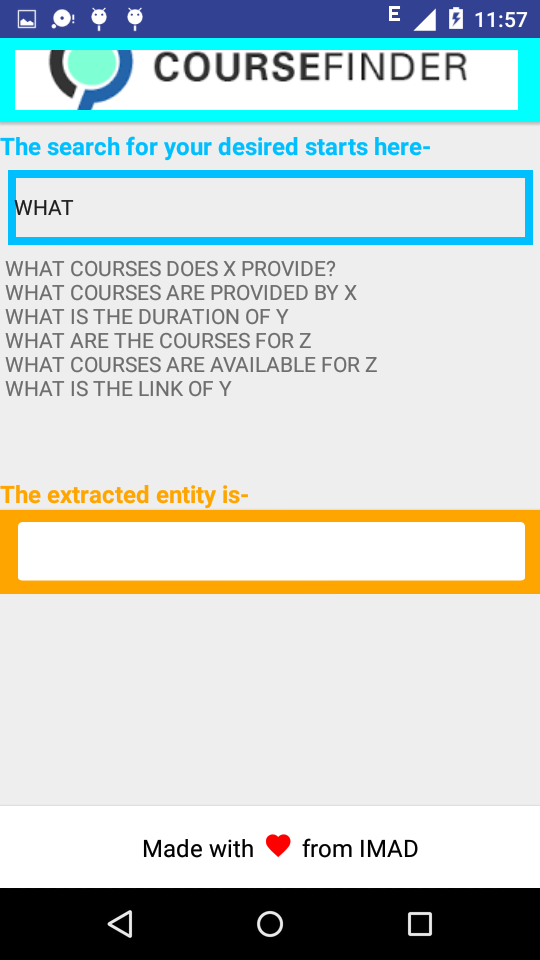 E 11:57
COURSEFINDER
The search for your desired starts here-
WHAT
WHAT COURSES DOES X PROVIDE?
WHAT COURSES ARE PROVIDED BY X
WHAT IS THE DURATION OF Y
WHAT ARE THE COURSES FOR Z
WHAT COURSES ARE AVAILABLE FOR Z
WHAT IS THE LINK OF Y
The extracted entity is-
Made with ❤ from IMAD